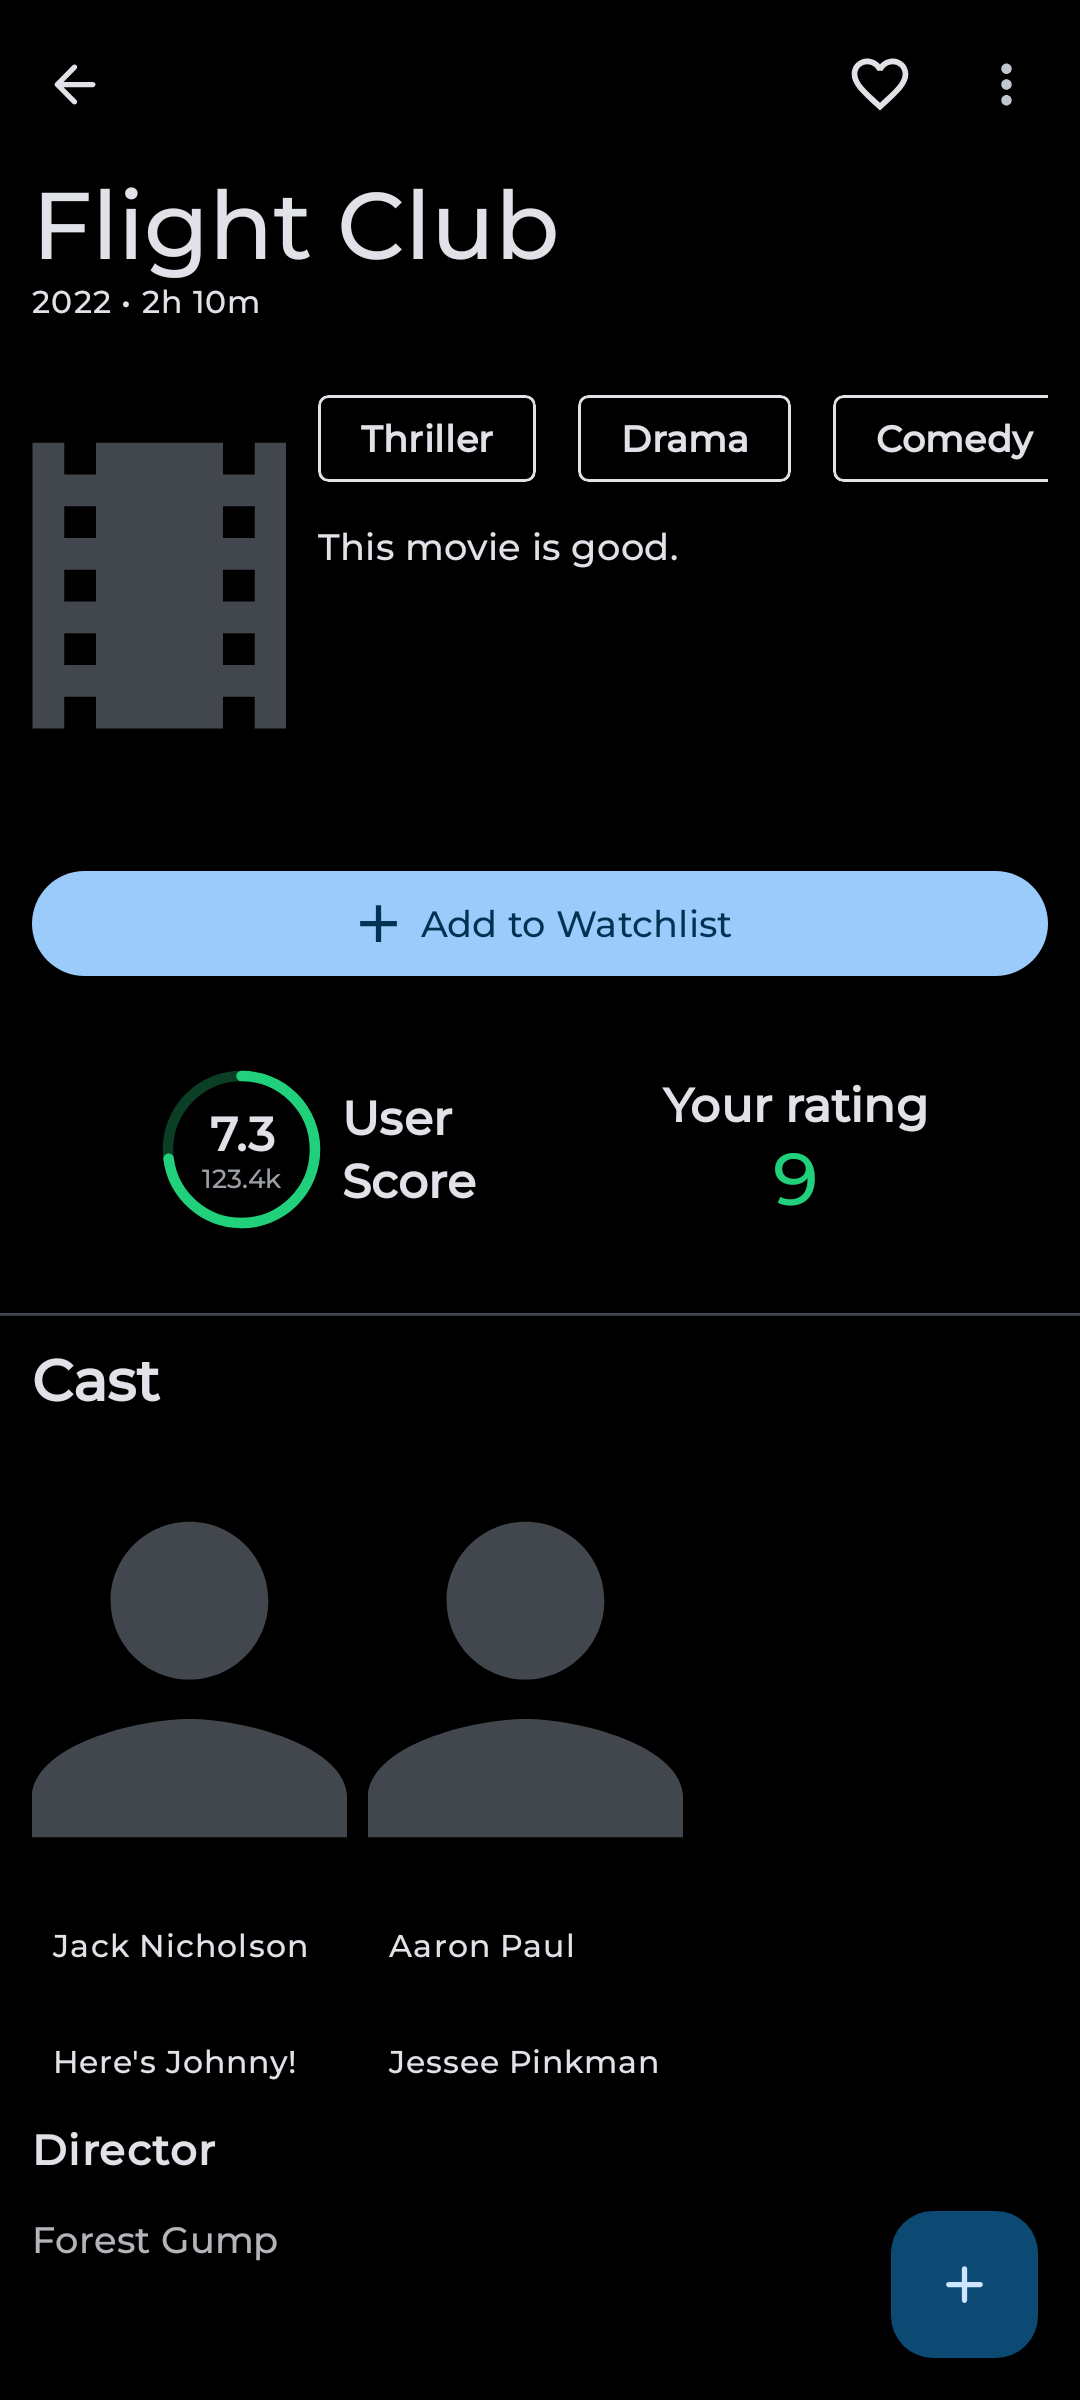 Flight Club
2022 • 2h 10m
Thriller
Drama
Comedy
This movie is good.
Add to Watchlist
7.3
123.4k
User
Score
Your rating
9
Cast
Jack Nicholson
Aaron Paul
Here's Johnny!
Jessee Pinkman
Director
Forest Gump